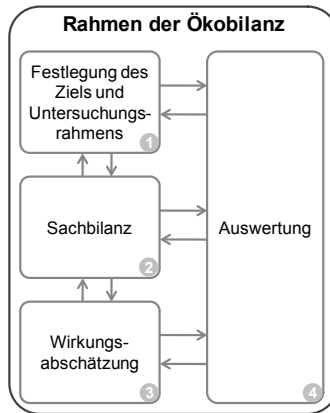 Rahmen der Ökobilanz
Festlegung des
Ziels und
Untersuchungs-
rahmens
1
Sachbilanz
2
Wirkungs-
abschätzung
3
Auswertung
4